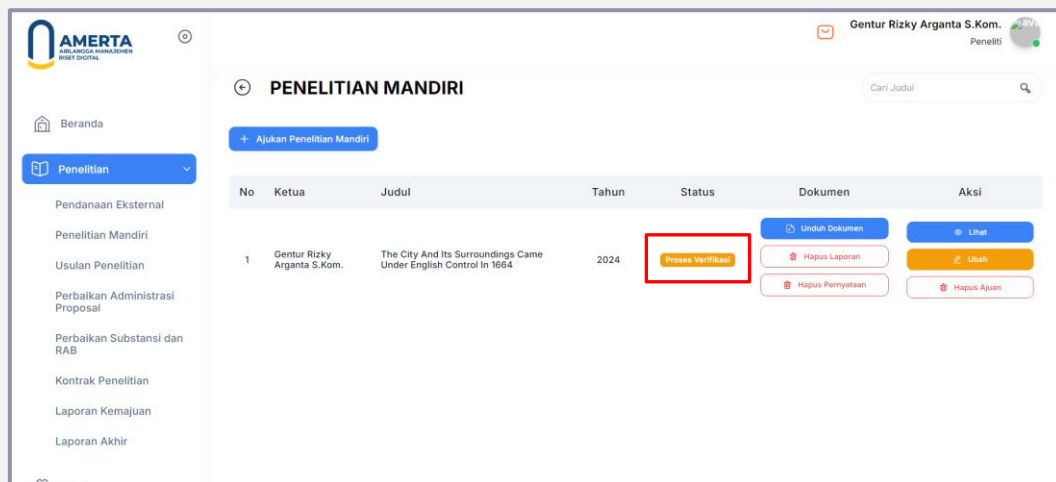 AMERTA
AIRLANGGA MANAJEMEN
RISET DIGITAL
Gentur Rizky Arganta S.Kom.
Peneliti
PENELITIAN MANDIRI
Cari Judul
+ Ajukan Penelitian Mandiri
Beranda
Penelitian
Pendanaan Eksternal
Penelitian Mandiri
Usulan Penelitian
Perbaikan Administrasi
Proposal
Perbaikan Substansi dan
RAB
Kontrak Penelitian
Laporan Kemajuan
Laporan Akhir
No Ketua Judul Tahun Status Dokumen Aksi
1 Gentur Rizky
Arganta S.Kom.
The City And Its Surroundings Came
Under English Control In 1664
2024
Proses Verifikasi
Unduh Dokumen
Hapus Laporan
Hapus Pernyataan
Lihat
Ubah
Hapus Ajuan